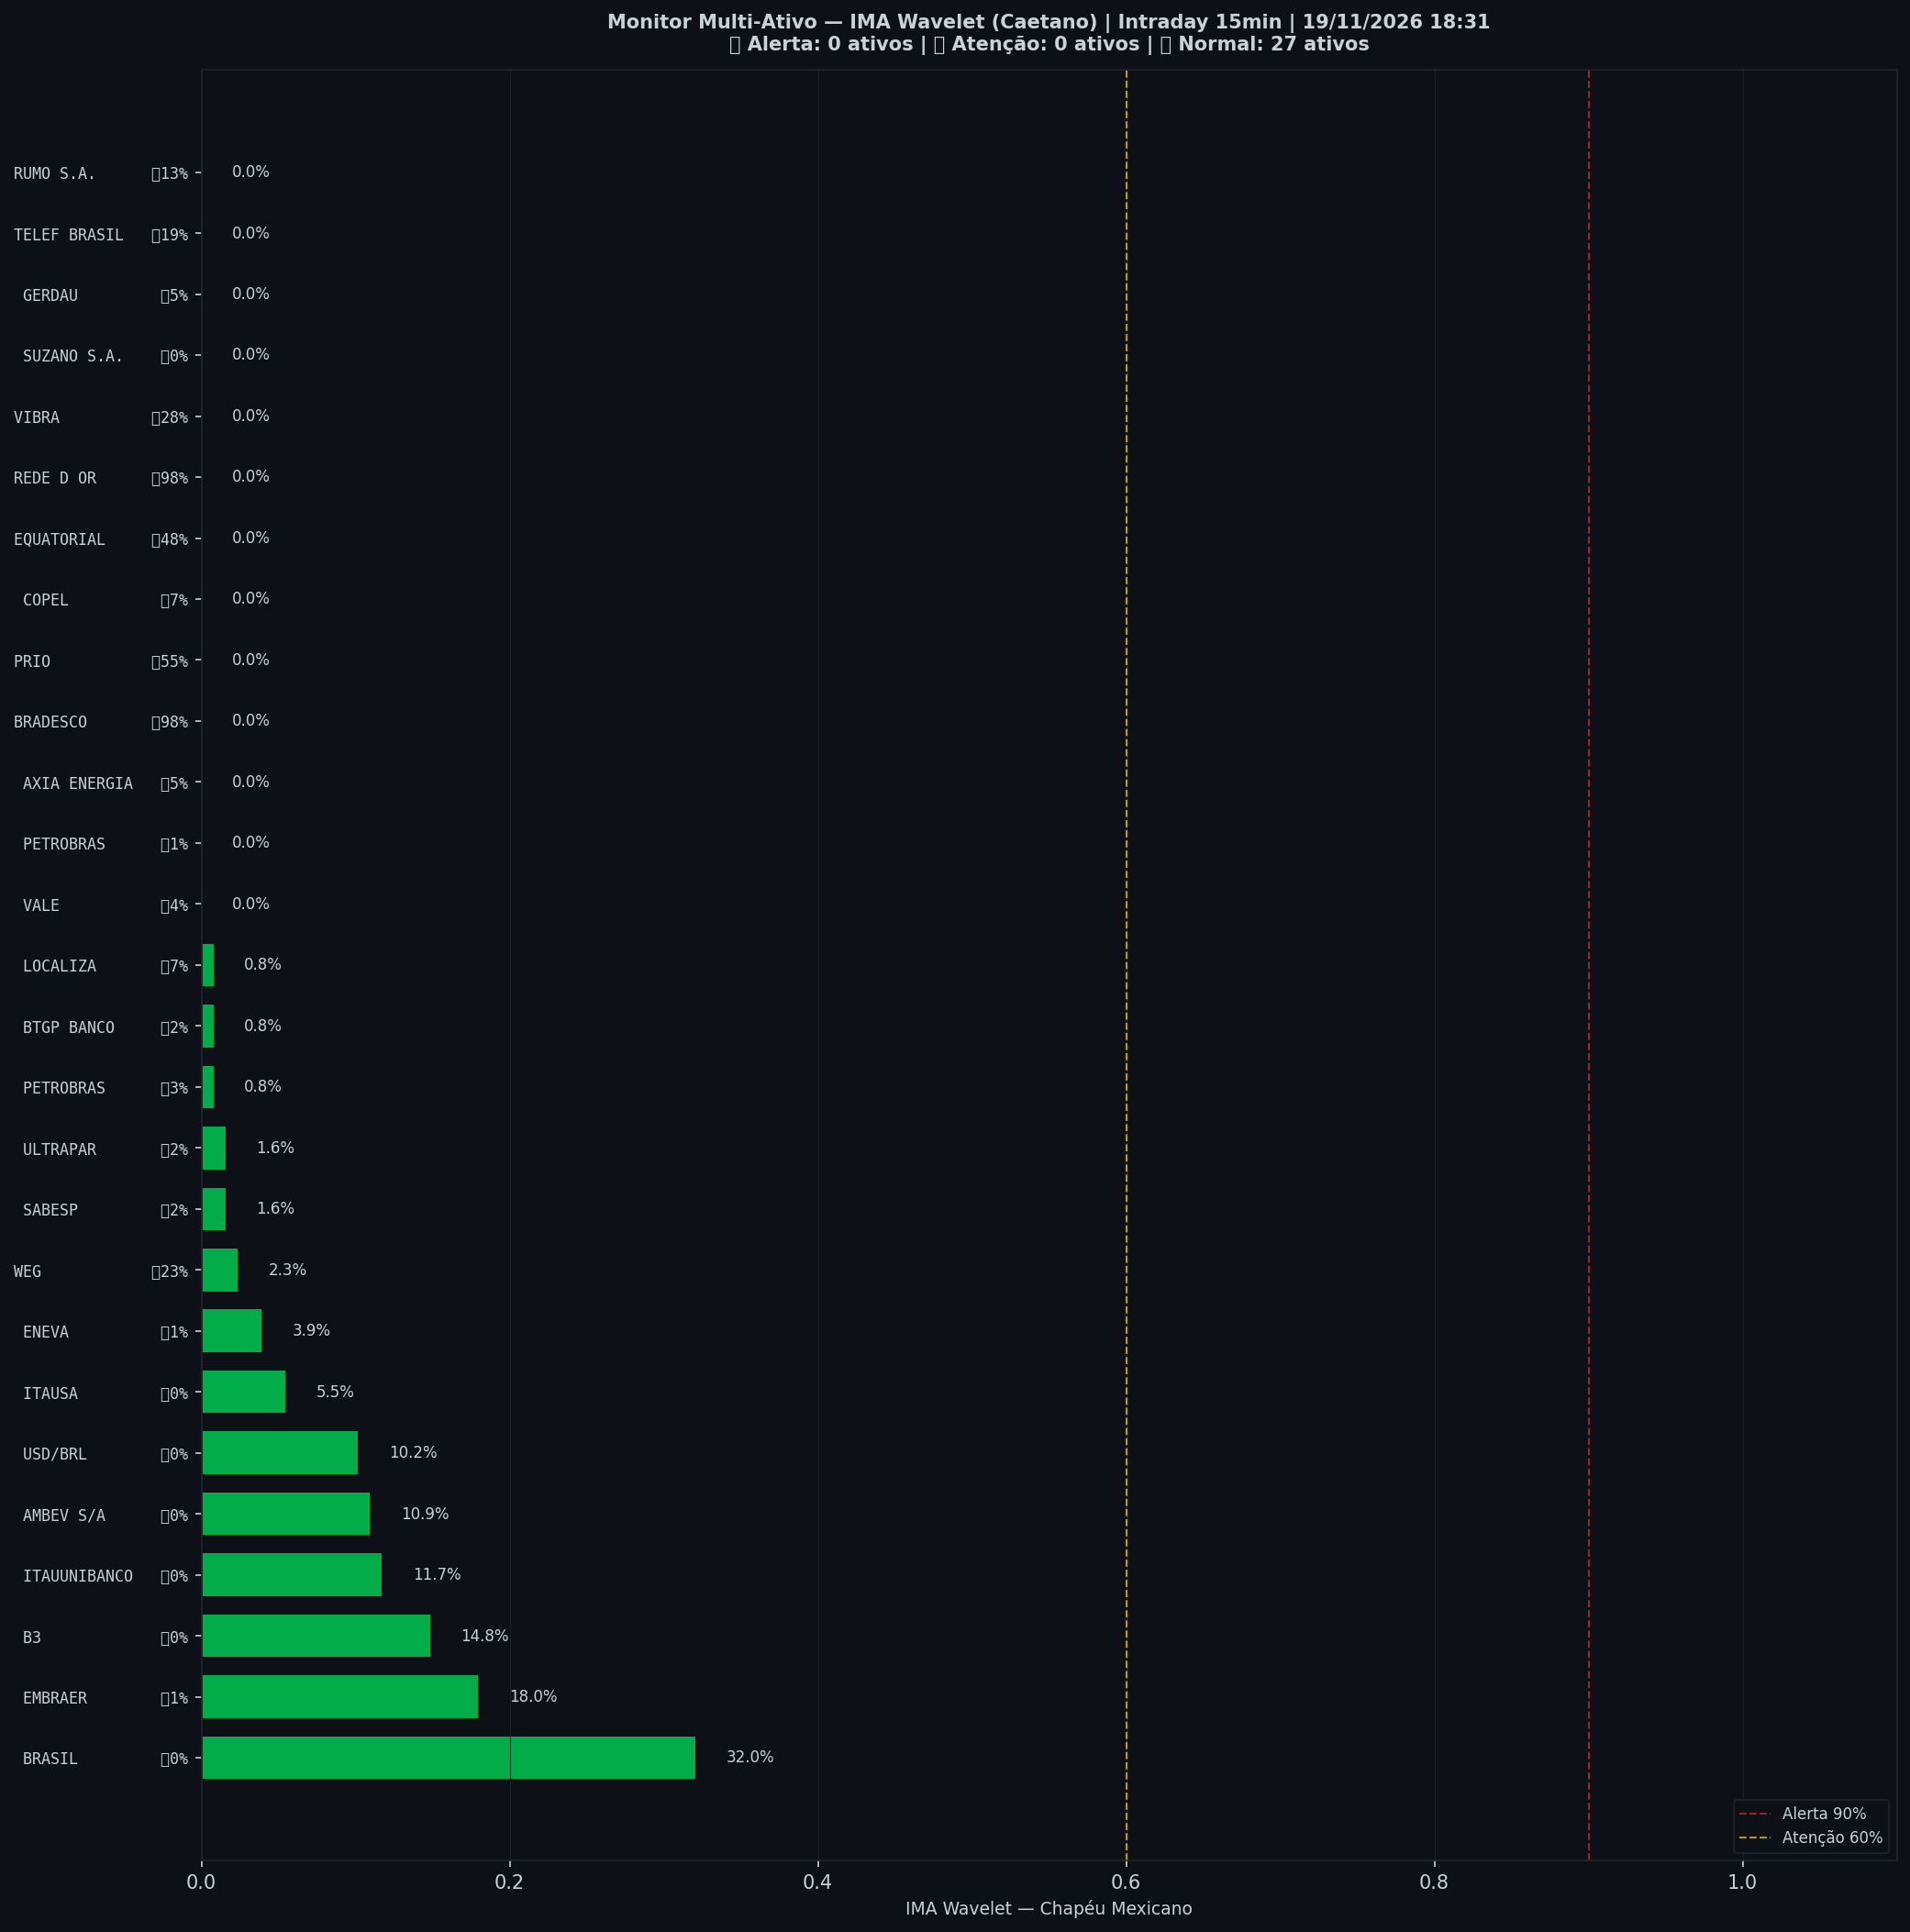 Monitor Multi-Ativo — IMA Wavelet (Caetano) | Intraday 15min | 19/11/2026 18:31
Alerta: 0 ativos | Atenção: 0 ativos | Normal: 27 ativos
RUMO S.A. 13% 0.0%
TELEF BRASIL 19% 0.0%
GERDAU 5% 0.0%
SUZANO S.A. 0% 0.0%
VIBRA 28% 0.0%
REDE D OR 98% 0.0%
EQUATORIAL 48% 0.0%
COPEL 7% 0.0%
PRIO 55% 0.0%
BRADESCO 98% 0.0%
AXIA ENERGIA 5% 0.0%
PETROBRAS 1% 0.0%
VALE 4% 0.0%
LOCALIZA 7% 0.8%
BTGP BANCO 2% 0.8%
PETROBRAS 3% 0.8%
ULTRAPAR 2% 1.6%
SABESP 2% 1.6%
WEG 23% 2.3%
ENEVA 1% 3.9%
ITAUSA 0% 5.5%
USD/BRL 0% 10.2%
AMBEV S/A 0% 10.9%
ITAUUNIBANCO 0% 11.7%
B3 0% 14.8%
EMBRAER 1% 18.0%
BRASIL 0% 32.0%
Alerta 90%
Atenção 60%
0.0 0.2 0.4 0.6 0.8 1.0
IMA Wavelet — Chapéu Mexicano